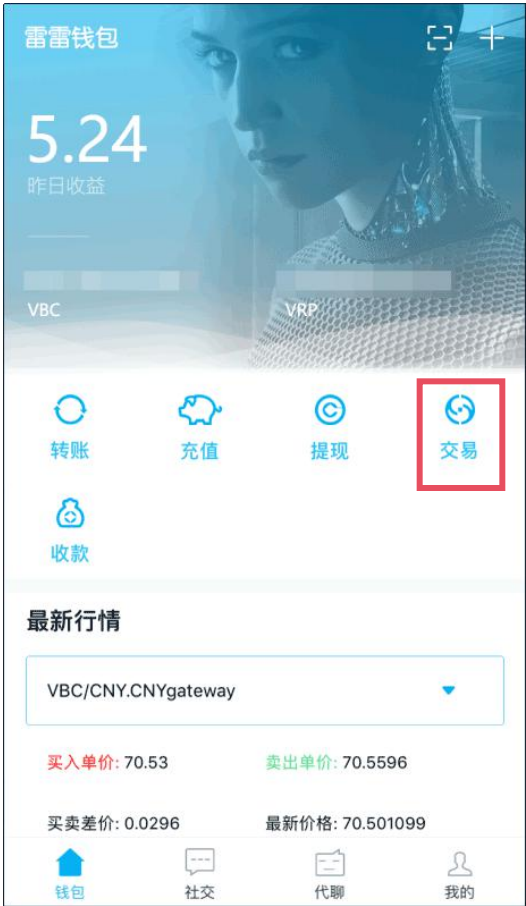 雷雷钱包
5.24
昨日收益
VBC VRP
转账 充值 提现 交易
收款
最新行情
VBC/CNY.CNYgateway
买入单价: 70.53 卖出单价: 70.5596
买卖差价: 0.0296 最新价格: 70.501099
钱包 社交 代聊 我的